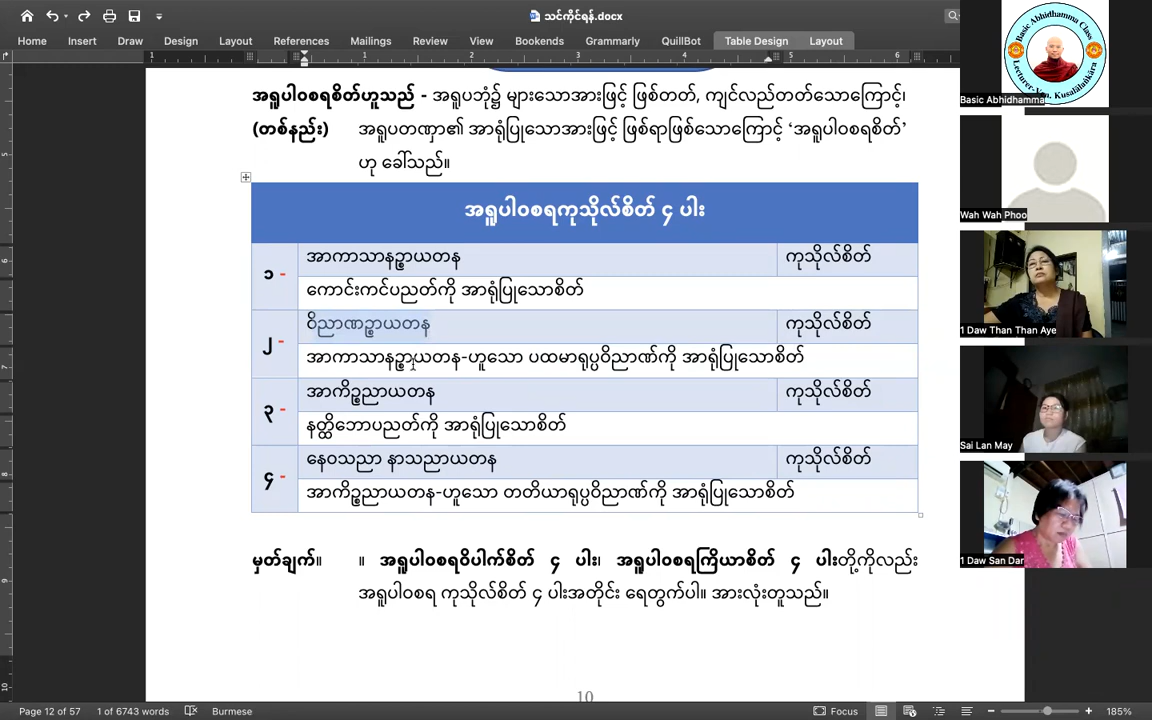 သင်ကိုင်ရန်.docx
Home Insert Draw Design Layout References Mailings Review View Bookends Grammarly QuillBot Table Design Layout
1 1 2 3 4 5 6
အရူပါဝစရစိတ်ဟူသည် - အရူပဘုံ၌ များသောအားဖြင့် ဖြစ်တတ်, ကျင်လည်တတ်သောကြောင့်၊
(တစ်နည်း) အရူပတဏှာ၏ အာရုံပြုသောအားဖြင့် ဖြစ်ရာဖြစ်သောကြောင့် ‘အရူပါဝစရစိတ်’
ဟု ခေါ်သည်။
အရူပါဝစရကုသိုလ်စိတ် ၄ ပါး
၁ - အာကာသာနဉ္စာယတန ကုသိုလ်စိတ်
ကောင်းကင်ပညတ်ကို အာရုံပြုသောစိတ်
၂ - ဝိညာဏဉ္စာယတန ကုသိုလ်စိတ်
အာကာသာနဉ္စာယတန-ဟူသော ပထမာရုပ္ပဝိညာဏ်ကို အာရုံပြုသောစိတ်
၃ - အာကိဉ္စညာယတန ကုသိုလ်စိတ်
နတ္ထိဘောပညတ်ကို အာရုံပြုသောစိတ်
၄ - နေဝသညာ နာသညာယတန ကုသိုလ်စိတ်
အာကိဉ္စညာယတန-ဟူသော တတိယာရုပ္ပဝိညာဏ်ကို အာရုံပြုသောစိတ်
မှတ်ချက်။ ။ အရူပါဝစရဝိပါက်စိတ် ၄ ပါး၊ အရူပါဝစရကြိယာစိတ် ၄ ပါးတို့ကိုလည်း
အရူပါဝစရ ကုသိုလ်စိတ် ၄ ပါးအတိုင်း ရေတွက်ပါ။ အားလုံးတူသည်။
10
Page 12 of 57 1 of 6743 words Burmese Focus 185%
Basic Abhidhamma Class
Lecturer-Ven. Kusalālaṅkāra
Basic Abhidhamma
Wah Wah Phoo
1 Daw Than Than Aye
Sai Lan May
1 Daw San Dar